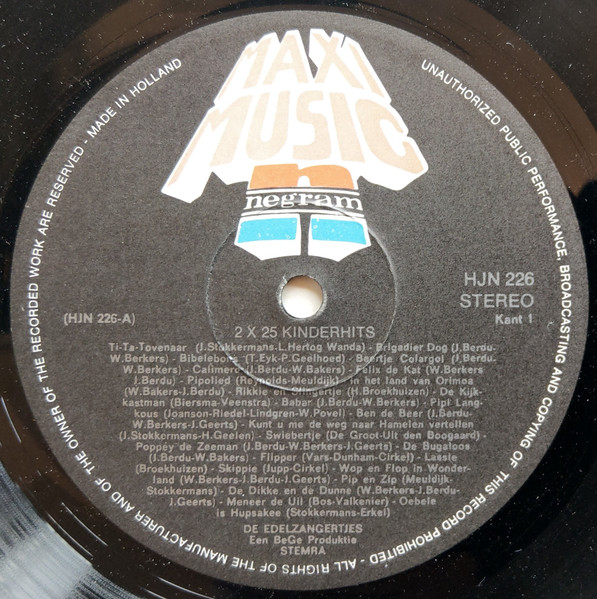 MAXI
MUSIC
n
negram
HJN 226
STEREO
Kant 1
(HJN 226-A)
2 X 25 KINDERHITS
Ti-Ta-Tovenaar (J.Stokkermans-L.Hertog Wanda) - Brigadier Dog (J.Berdu-
W.Berkers) - Bibelebons (T.Eyk-P.Geelhoed) - Beertje Colargol (J.Berdu-
W.Berkers) - Calimero (J.Berdu-W.Bakers) - Felix de Kat (W.Berkers
J.Berdu) - Pipolied (Reynolds-Meuldijk) - in het land van Orimoa
(W.Bakers-J.Berdu) - Rikkie en Slingertje (H.Broekhuizen) - De Kijk-
kastman (Biersma-Veenstra) - Babar (J.Berdu-W.Berkers) - Pipi Lang-
kous (Joanson-Riedel-Lindgren-W.Povel) - Ben de Beer (J.Berdu-
W.Berkers-J.Geerts) - Kunt u me de weg naar Hamelen vertellen
(J.Stokkermans-H.Geelen) - Swiebertje (De Groot-Uit den Boogaard) -
Poppey de Zeeman (J.Berdu-W.Berkers-J.Geerts) - De Bugaloos
(J.Berdu-W.Bakers) - Flipper (Vars-Dunham-Cirkel) - Lassie
(Broekhuizen) - Skippie (Jupp-Cirkel) - Wop en Flop in Wonder-
land (W.Berkers-J.Berdu-J.Geerts) - Pip en Zip (Meuldijk-
Stokkermans) - De Dikke en de Dunne (W.Berkers-J.Berdu-
J.Geerts) - Meneer de Uil (Bos-Valkenier) - Oebele
is Hupsakee (Stokkermans-Erkel)
DE EDELZANGERTJES
Een BeGe Produktie
STEMRA
UNAUTHORIZED PUBLIC PERFORMANCE, BROADCASTING AND COPYING OF THIS RECORD PROHIBITED - ALL RIGHTS OF THE MANUFACTURER AND OF THE OWNER OF THE RECORDED WORK ARE RESERVED - MADE IN HOLLAND